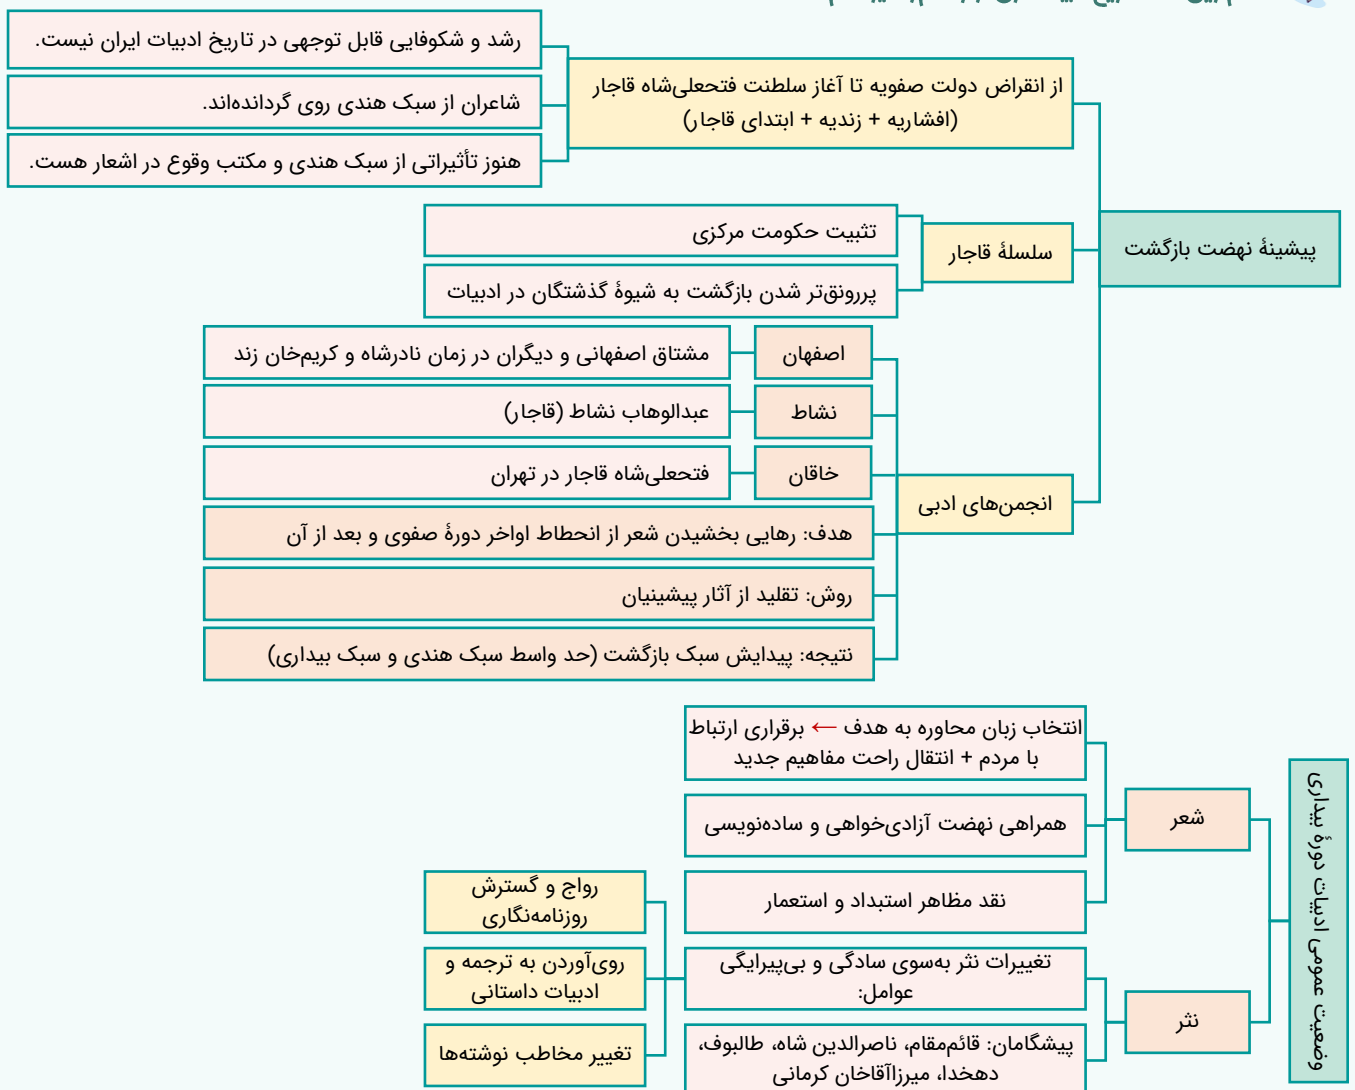 پیشینهٔ نهضت بازگشت
از انقراض دولت صفویه تا آغاز سلطنت فتحعلی‌شاه قاجار
(افشاریه + زندیه + ابتدای قاجار)
رشد و شکوفایی قابل توجهی در تاریخ ادبیات ایران نیست.
شاعران از سبک هندی روی گردانده‌اند.
هنوز تأثیراتی از سبک هندی و مکتب وقوع در اشعار هست.
سلسلهٔ قاجار
تثبیت حکومت مرکزی
پررونق‌تر شدن بازگشت به شیوهٔ گذشتگان در ادبیات
انجمن‌های ادبی
اصفهان
مشتاق اصفهانی و دیگران در زمان نادرشاه و کریم‌خان زند
نشاط
عبدالوهاب نشاط (قاجار)
خاقان
فتحعلی‌شاه قاجار در تهران
هدف: رهایی بخشیدن شعر از انحطاط اواخر دورهٔ صفوی و بعد از آن
روش: تقلید از آثار پیشینیان
نتیجه: پیدایش سبک بازگشت (حد واسط سبک هندی و سبک بیداری)
وضعیت عمومی ادبیات دورهٔ بیداری
شعر
انتخاب زبان محاوره به هدف ← برقراری ارتباط
با مردم + انتقال راحت مفاهیم جدید
همراهی نهضت آزادی‌خواهی و ساده‌نویسی
نقد مظاهر استبداد و استعمار
نثر
تغییرات نثر به‌سوی سادگی و بی‌پیرایگی
عوامل:
رواج و گسترش
روزنامه‌نگاری
روی‌آوردن به ترجمه و
ادبیات داستانی
تغییر مخاطب نوشته‌ها
پیشگامان: قائم‌مقام، ناصرالدین شاه، طالبوف،
دهخدا، میرزاآقاخان کرمانی